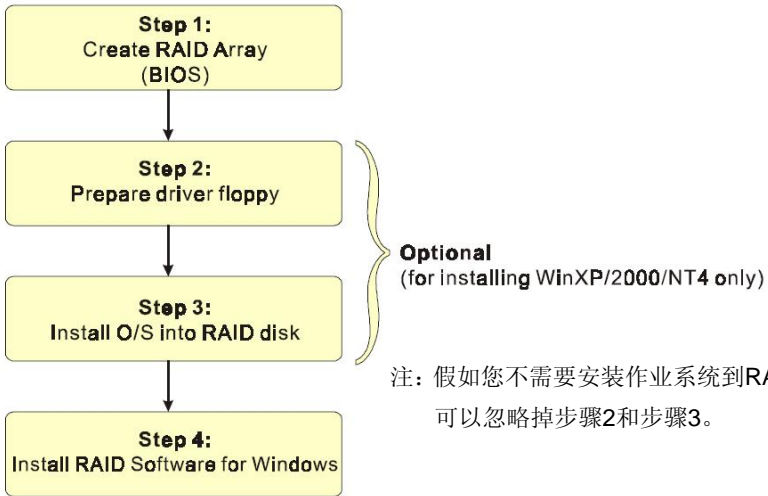 Step 1:
Create RAID Array
(BIOS)
Step 2:
Prepare driver floppy
Optional
(for installing WinXP/2000/NT4 only)
Step 3:
Install O/S into RAID disk
注：假如您不需要安装作业系统到
可以忽略掉步骤2和步骤3。
Step 4:
Install RAID Software for Windows